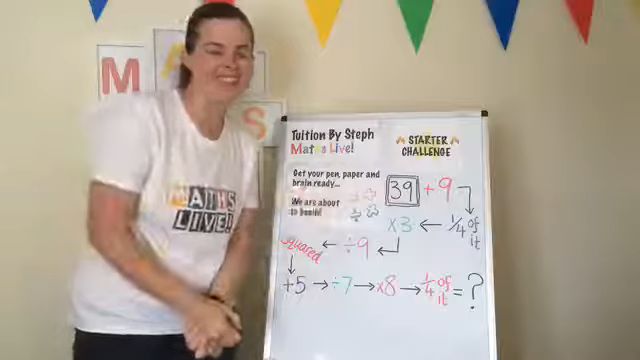 MA
S
MATHS
LIVE!
Tuition By Steph
Maths Live!
STARTER
CHALLENGE
Get your pen, paper and
brain ready...
We are about
to begin!
39 +9
x3 ← 1/4 of it
squared ← ÷9
+5 → ÷7 → x8 → 1/4 of it = ?